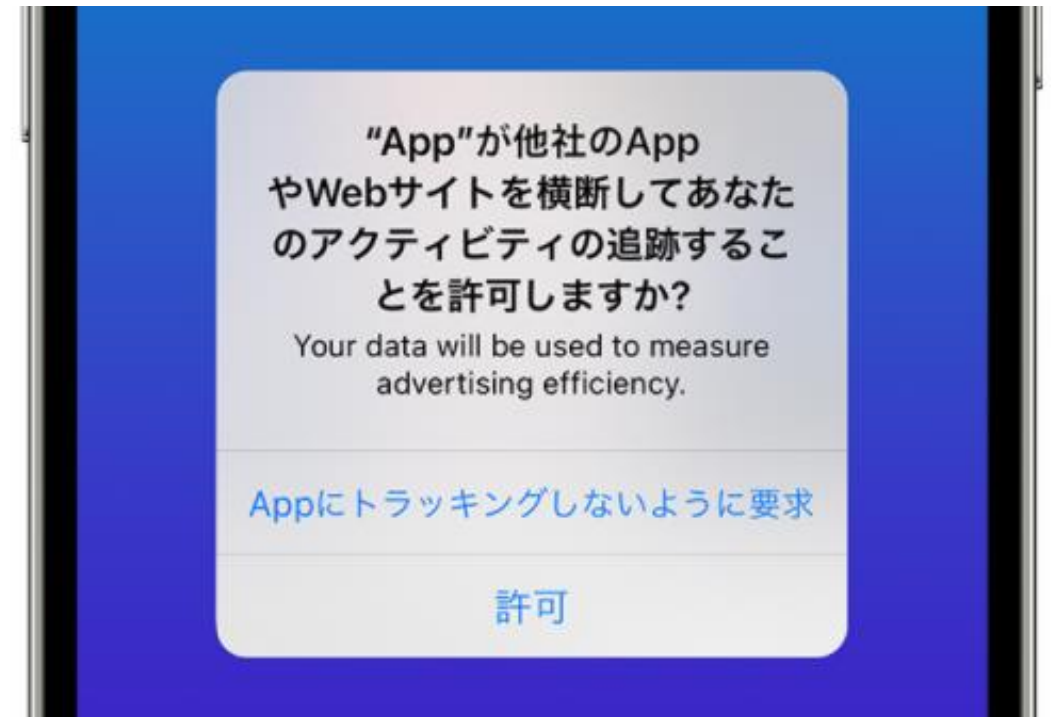 “App”が他社のApp
やWebサイトを横断してあなた
のアクティビティの追跡するこ
とを許可しますか?
Your data will be used to measure
advertising efficiency.
Appにトラッキングしないように要求
許可